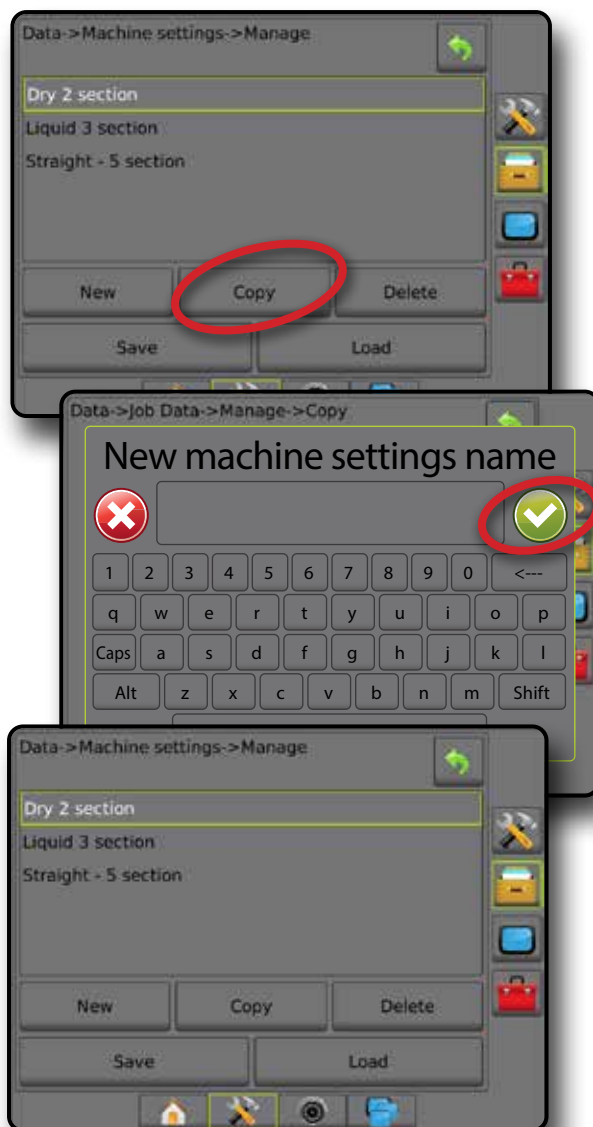 Data->Machine settings->Manage
Dry 2 section
Liquid 3 section
Straight - 5 section
New Copy Delete
Save Load
Data->Job Data->Manage->Copy
New machine settings name
1 2 3 4 5 6 7 8 9 0 <---
q w e r t y u i o p
Caps a s d f g h j k l
Alt z x c v b n m Shift
Data->Machine settings->Manage
Dry 2 section
Liquid 3 section
Straight - 5 section
New Copy Delete
Save Load